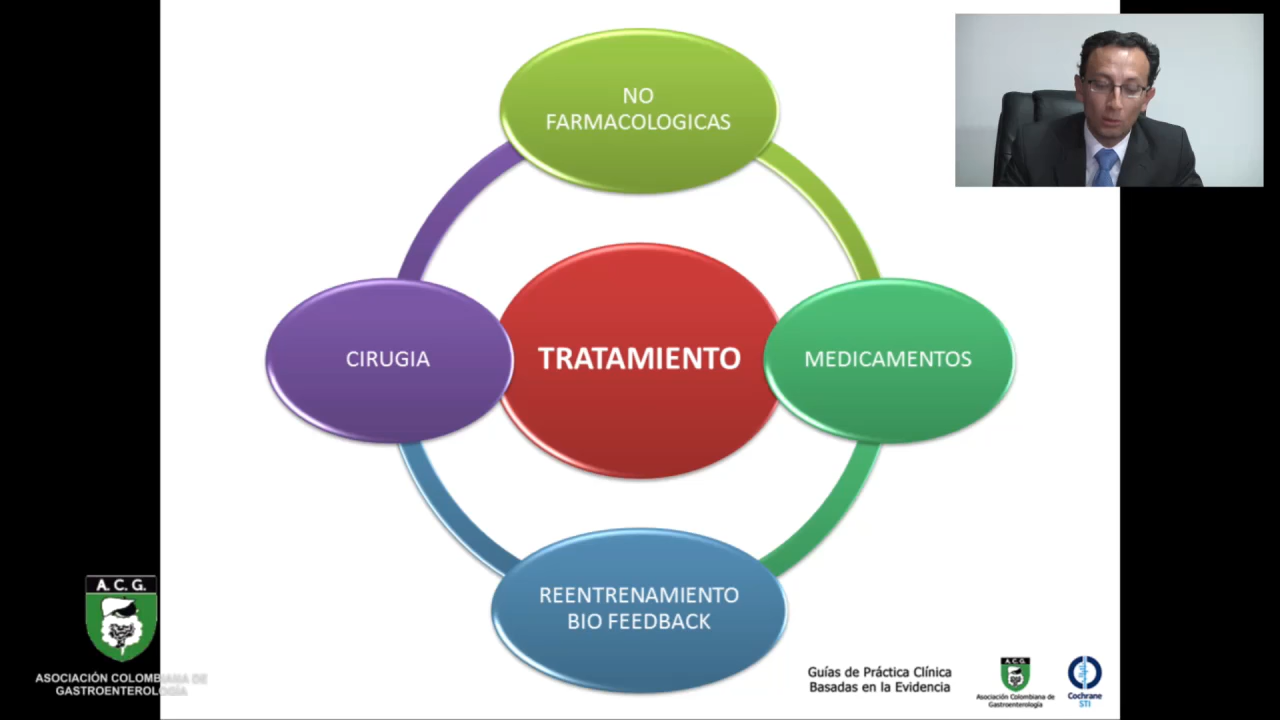 NO
FARMACOLOGICAS
CIRUGIA
TRATAMIENTO
MEDICAMENTOS
REENTRENAMIENTO
BIO FEEDBACK
A. C. G.
ASOCIACIÓN COLOMBIANA DE
GASTROENTEROLOGÍA
Guías de Práctica Clínica
Basadas en la Evidencia
A.C.G.
Asociación Colombiana de
Gastroenterología
Cochrane
STI